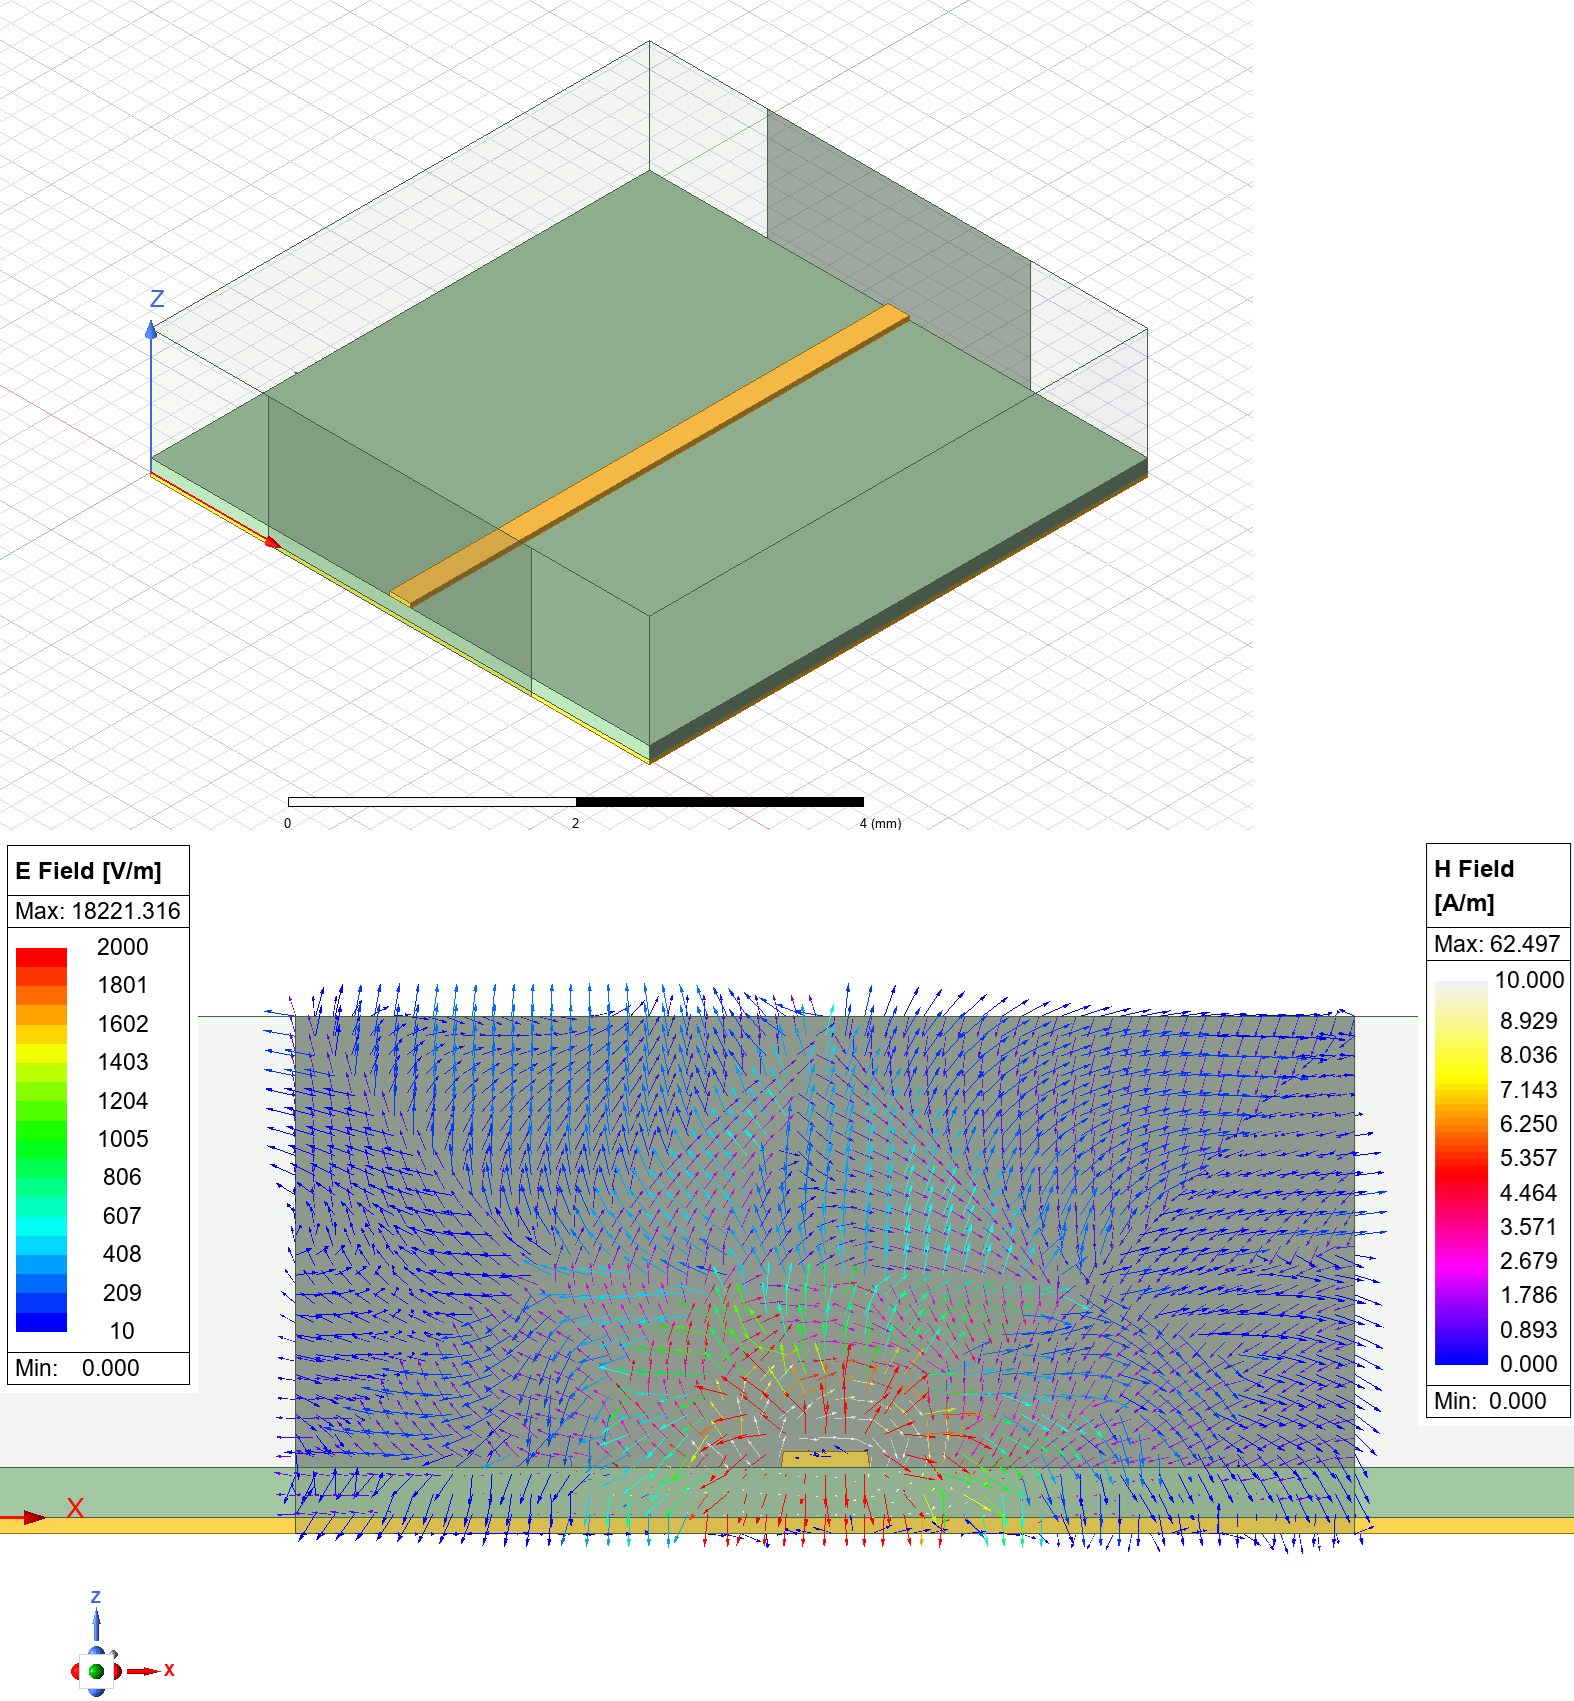 Z
0
2
4 (mm)
E Field [V/m]
Max: 18221.316
2000
1801
1602
1403
1204
1005
806
607
408
209
10
Min: 0.000
H Field
[A/m]
Max: 62.497
10.000
8.929
8.036
7.143
6.250
5.357
4.464
3.571
2.679
1.786
0.893
0.000
Min: 0.000
X
Z
X